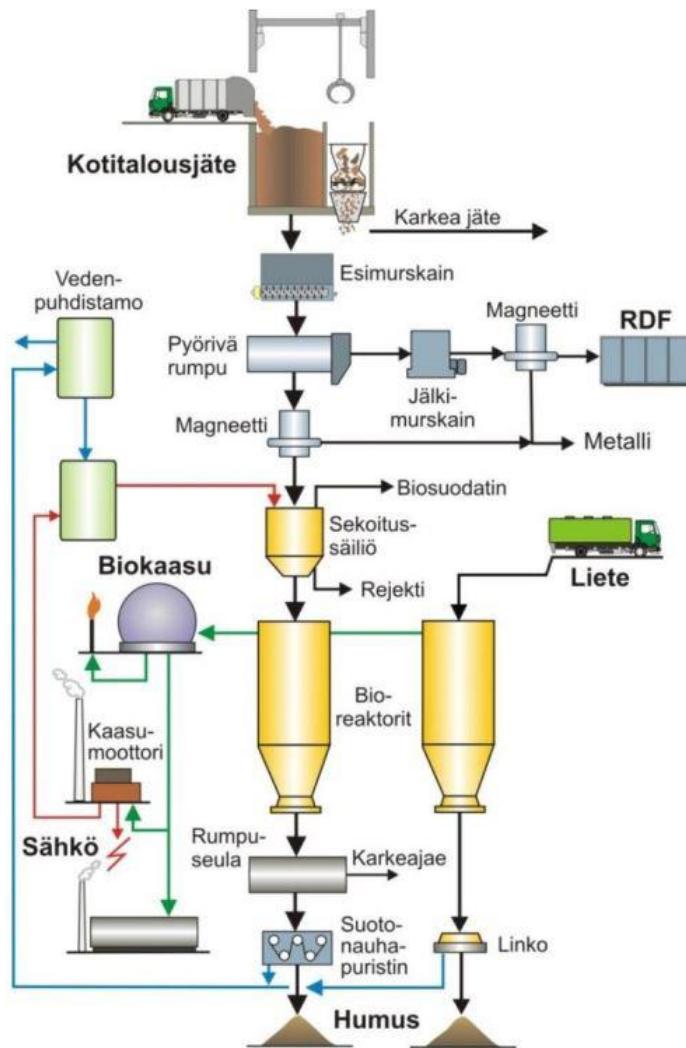 Kotitalousjäte
Karkea jäte
Esimurskain
Veden-
puhdistamo
Pyörivä
rumpu
Jälki-
murskain
Magneetti
RDF
Magneetti
Metalli
Biosuodatin
Sekoitus-
säiliö
Rejekti
Liete
Biokaasu
Bio-
reaktorit
Kaasu-
moottori
Sähkö
Rumpu-
seula
Karkeajae
Suoto-
nauha-
puristin
Linko
Humus